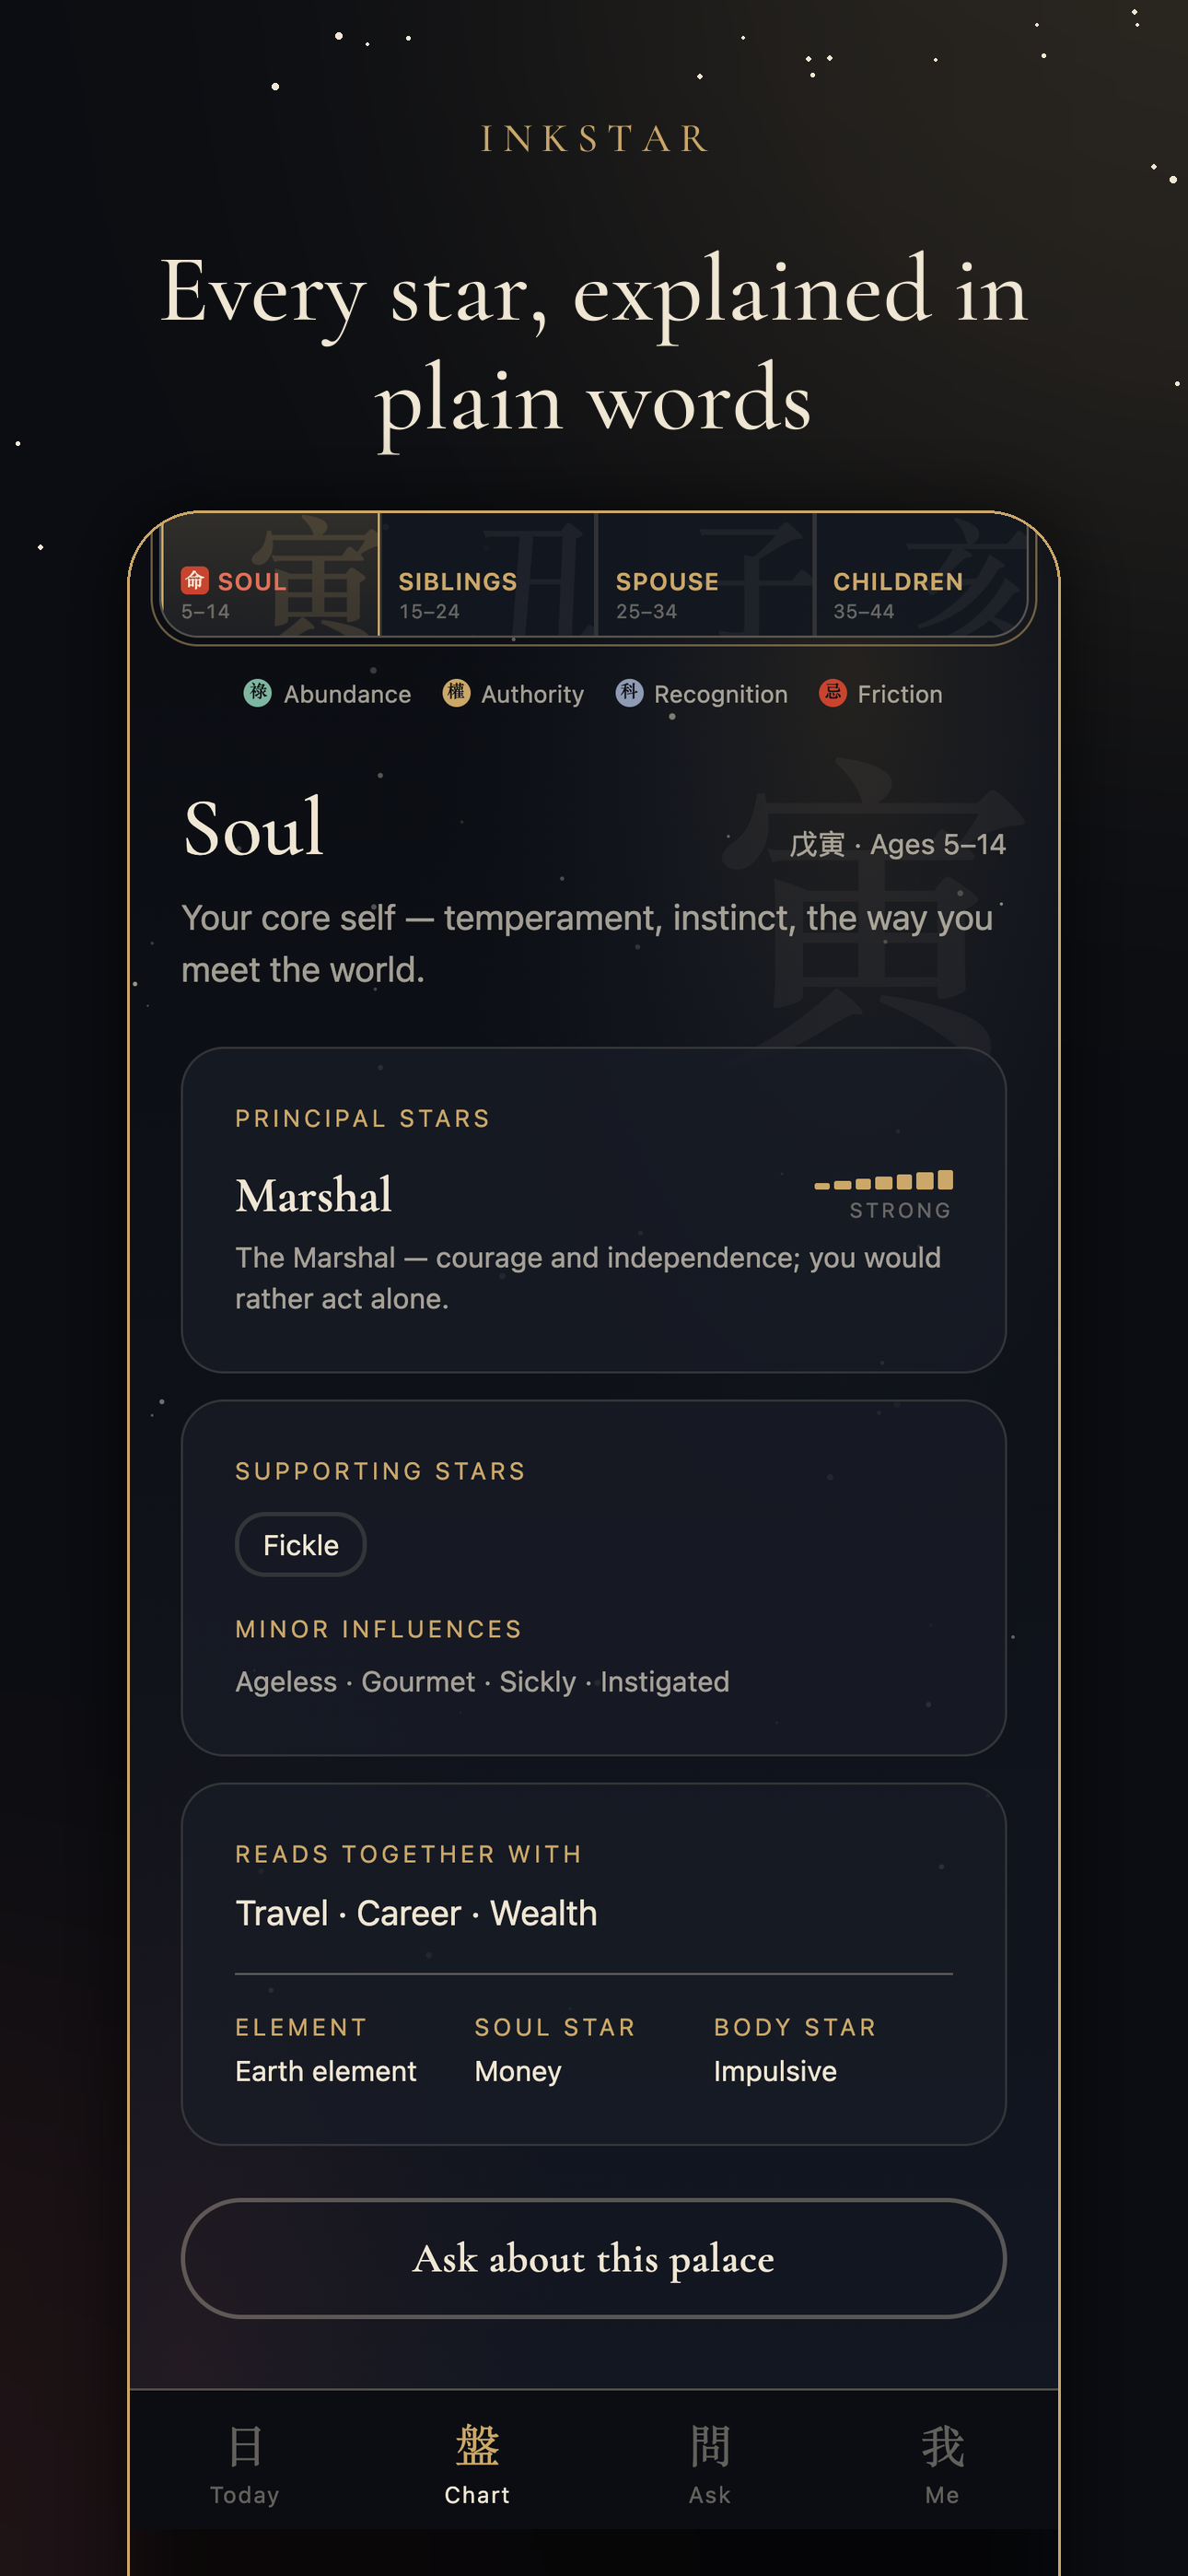 INKSTAR
Every star, explained in
plain words
寅 丑 子 亥
命 SOUL SIBLINGS SPOUSE CHILDREN
5–14 15–24 25–34 35–44
祿 Abundance 權 Authority 科 Recognition 忌 Friction
寅
Soul 戊寅 · Ages 5–14
Your core self — temperament, instinct, the way you
meet the world.
PRINCIPAL STARS
Marshal
STRONG
The Marshal — courage and independence; you would
rather act alone.
SUPPORTING STARS
Fickle
MINOR INFLUENCES
Ageless · Gourmet · Sickly · Instigated
READS TOGETHER WITH
Travel · Career · Wealth
ELEMENT SOUL STAR BODY STAR
Earth element Money Impulsive
Ask about this palace
日 盤 問 我
Today Chart Ask Me